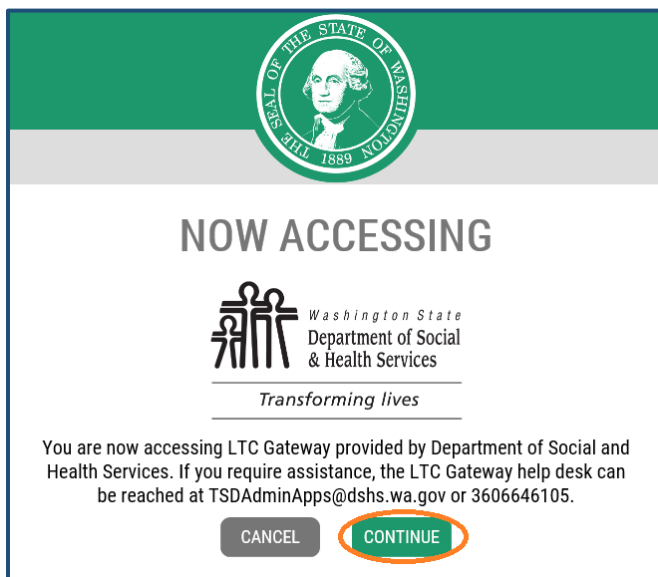 THE SEAL OF THE STATE OF WASHINGTON
1889
NOW ACCESSING
Washington State
Department of Social
& Health Services
Transforming lives
You are now accessing LTC Gateway provided by Department of Social and
Health Services. If you require assistance, the LTC Gateway help desk can
be reached at TSDAdminApps@dshs.wa.gov or 3606646105.
CANCEL
CONTINUE